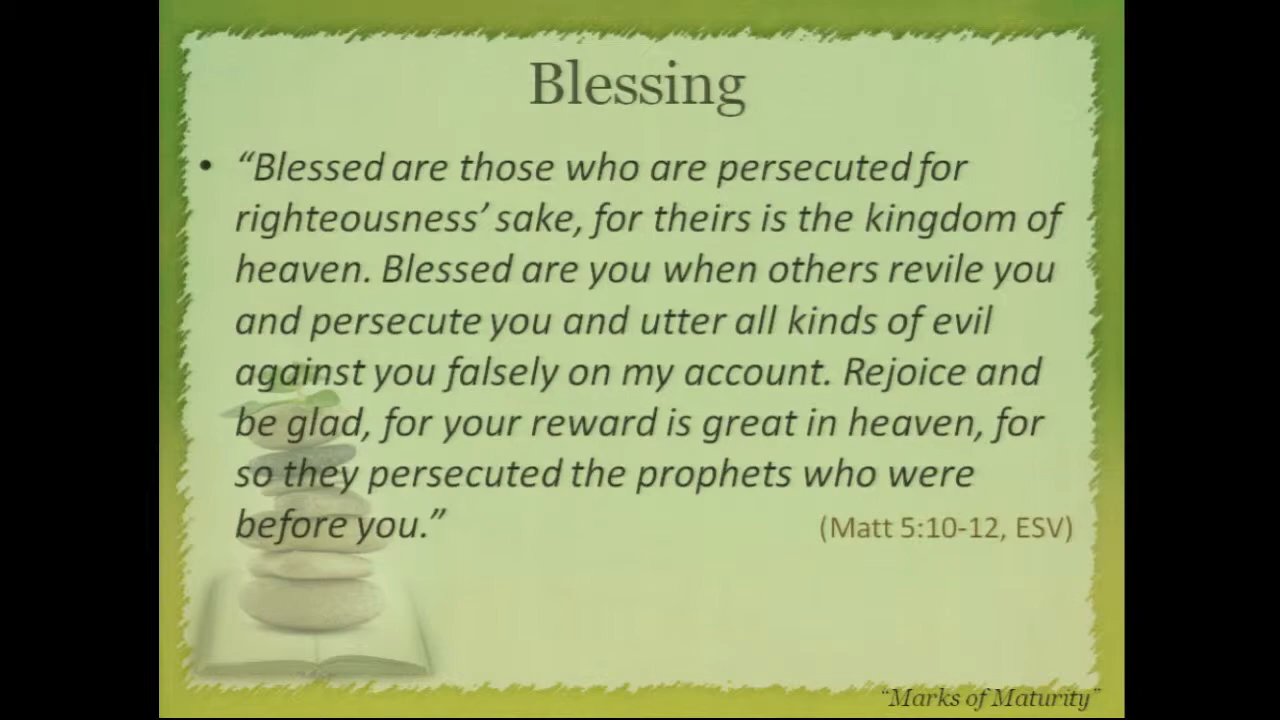 Blessing
• “Blessed are those who are persecuted for
righteousness’ sake, for theirs is the kingdom of
heaven. Blessed are you when others revile you
and persecute you and utter all kinds of evil
against you falsely on my account. Rejoice and
be glad, for your reward is great in heaven, for
so they persecuted the prophets who were
before you.” (Matt 5:10-12, ESV)
“Marks of Maturity”